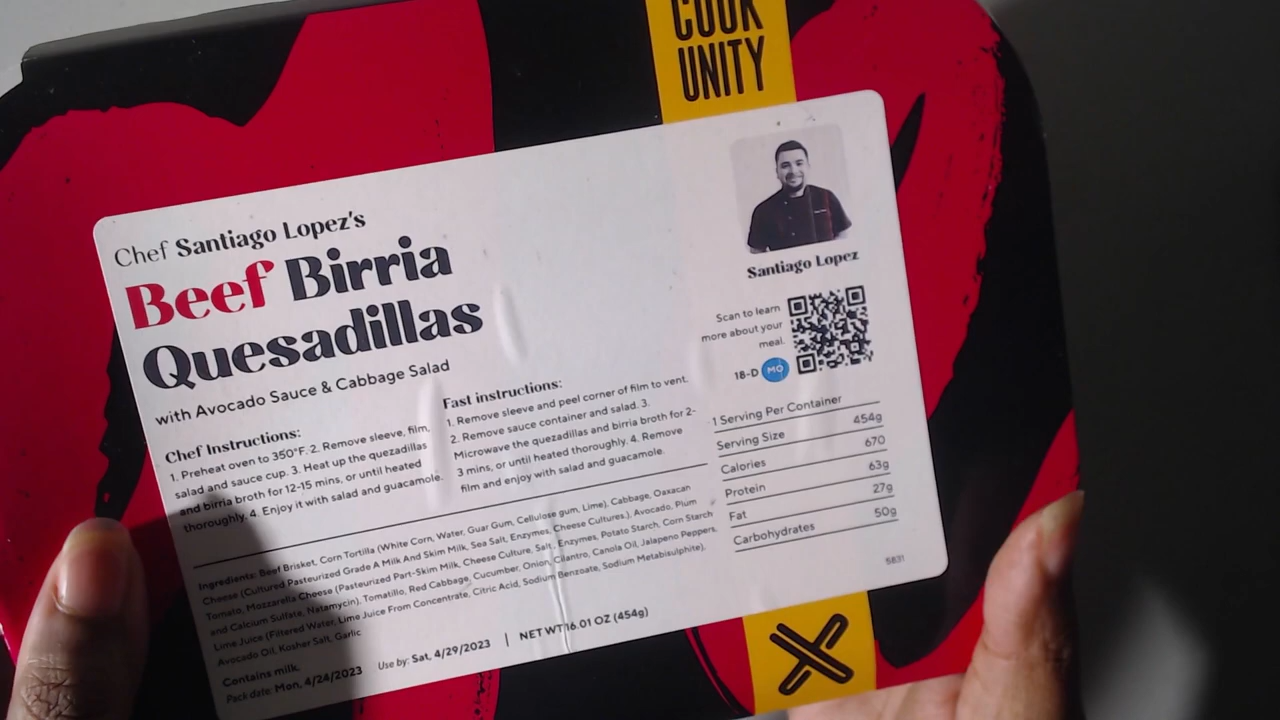 COOK
UNITY
Chef Santiago Lopez's
Beef Birria
Quesadillas
with Avocado Sauce & Cabbage Salad
Chef Instructions:
1. Preheat oven to 350°F. 2. Remove sleeve, film,
salad and sauce cup. 3. Heat up the quesadillas
and birria broth for 12-15 mins, or until heated
thoroughly. 4. Enjoy it with salad and guacamole.
Fast instructions:
1. Remove sleeve and peel corner of film to vent.
2. Remove sauce container and salad. 3.
Microwave the quezadillas and birria broth for 2-
3 mins, or until heated thoroughly. 4. Remove
film and enjoy with salad and guacamole.
Santiago Lopez
Scan to learn
more about your
meal.
18-D MO
1 Serving Per Container
Serving Size 454g
Calories 670
Protein 63g
Fat 27g
Carbohydrates 50g
5831
Ingredients: Beef Brisket, Corn Tortilla (White Corn, Water, Guar Gum, Cellulose gum, Lime), Cabbage, Oaxacan
Cheese (Cultured Pasteurized Grade A Milk And Skim Milk, Sea Salt, Enzymes, Cheese Cultures.), Avocado, Plum
Tomato, Mozzarella Cheese (Pasteurized Part-Skim Milk, Cheese Culture, Salt, Enzymes, Potato Starch, Corn Starch
and Calcium Sulfate, Natamycin), Tomatillo, Red Cabbage, Cucumber, Onion, Cilantro, Canola Oil, Jalapeno Peppers,
Lime Juice (Filtered Water, Lime Juice From Concentrate, Citric Acid, Sodium Benzoate, Sodium Metabisulphite),
Avocado Oil, Kosher Salt, Garlic
Contains milk.
Pack date: Mon, 4/24/2023 Use by: Sat, 4/29/2023 | NET WT 16.01 OZ (454g)